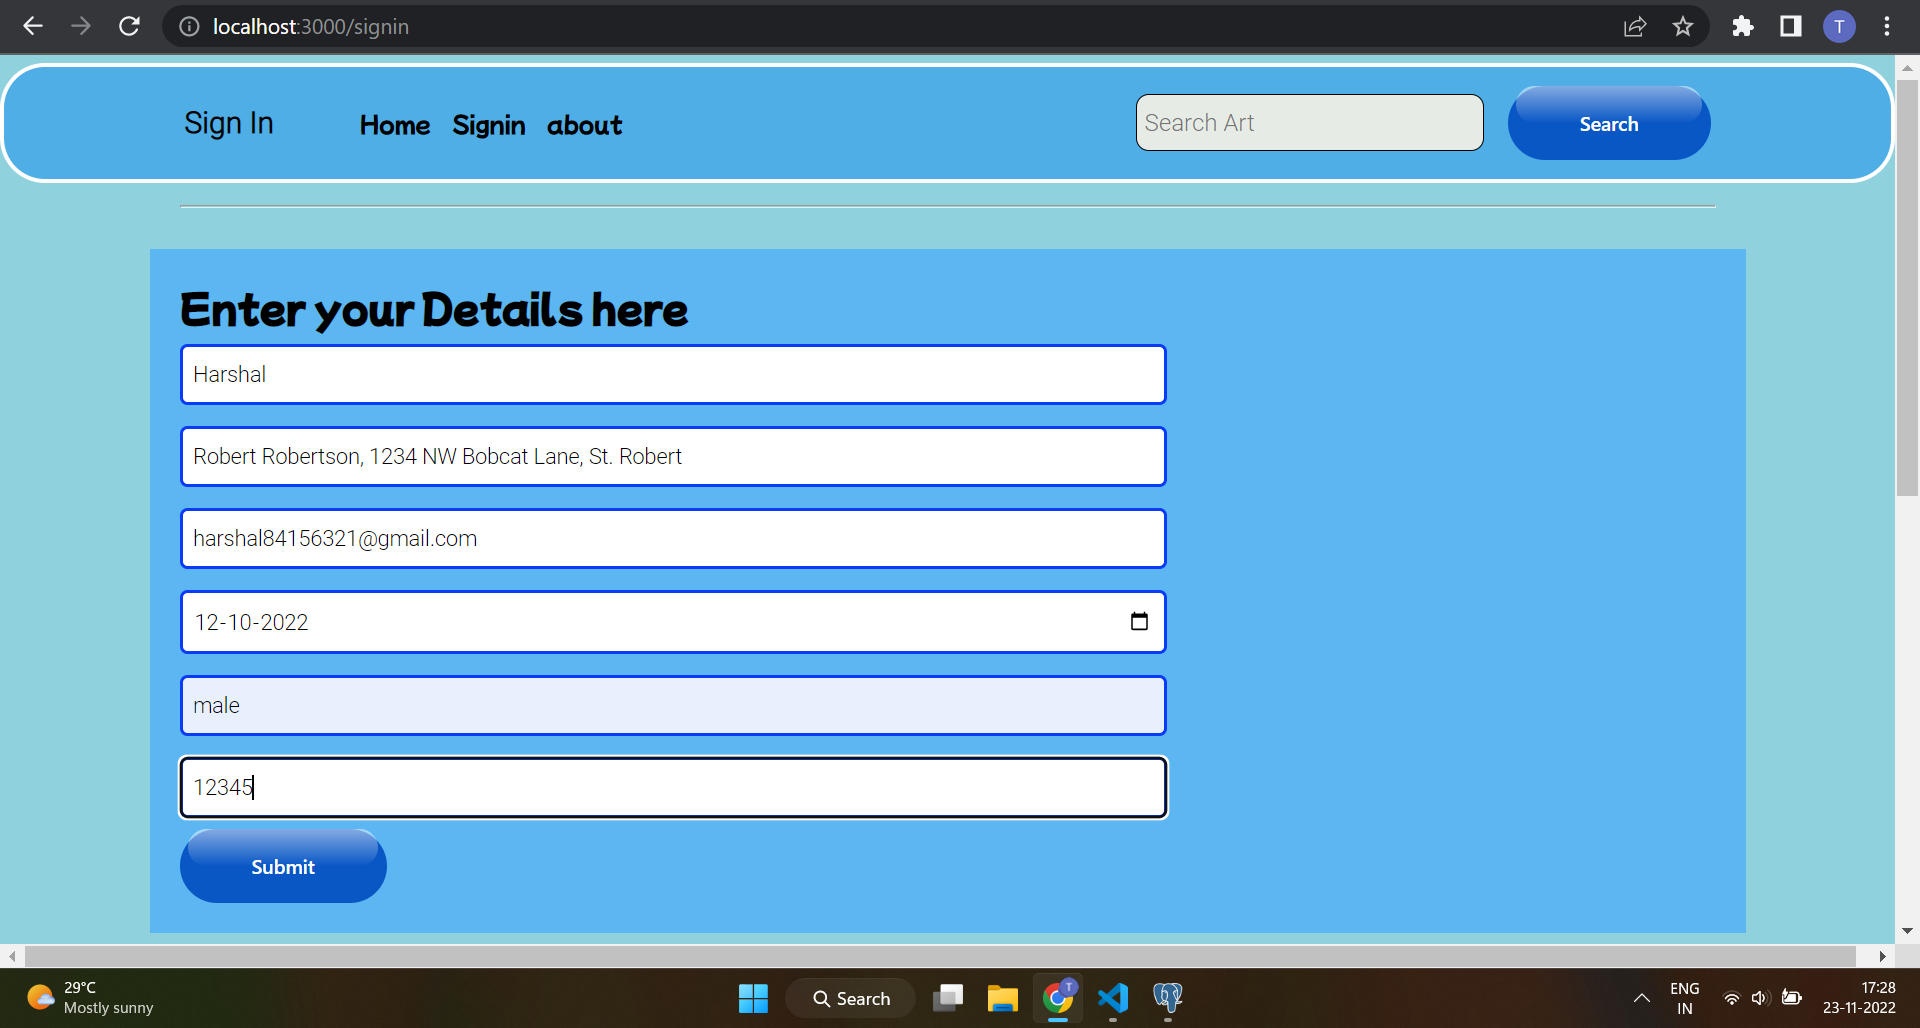 localhost:3000/signin
T
Sign In Home Signin about
Search Art
Search
Enter your Details here
Harshal
Robert Robertson, 1234 NW Bobcat Lane, St. Robert
harshal84156321@gmail.com
12-10-2022
male
12345
Submit
29°C
Mostly sunny
Search
T
ENG
IN
17:28
23-11-2022